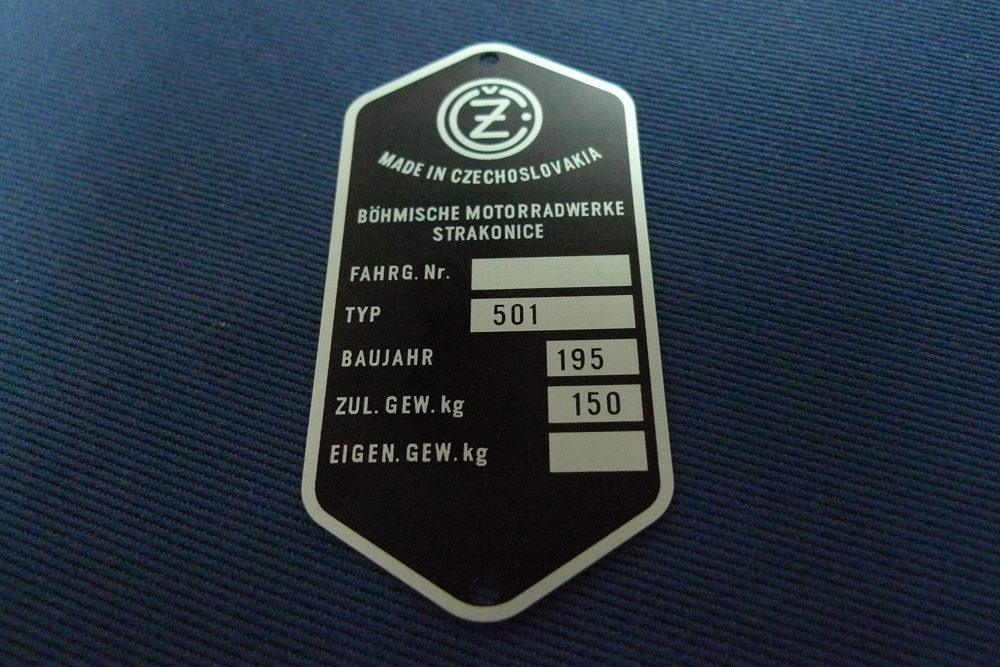 ČZ
MADE IN CZECHOSLOVAKIA
BÖHMISCHE MOTORRADWERKE
STRAKONICE
FAHRG. Nr.
TYP 501
BAUJAHR 195
ZUL. GEW. kg 150
EIGEN. GEW. kg